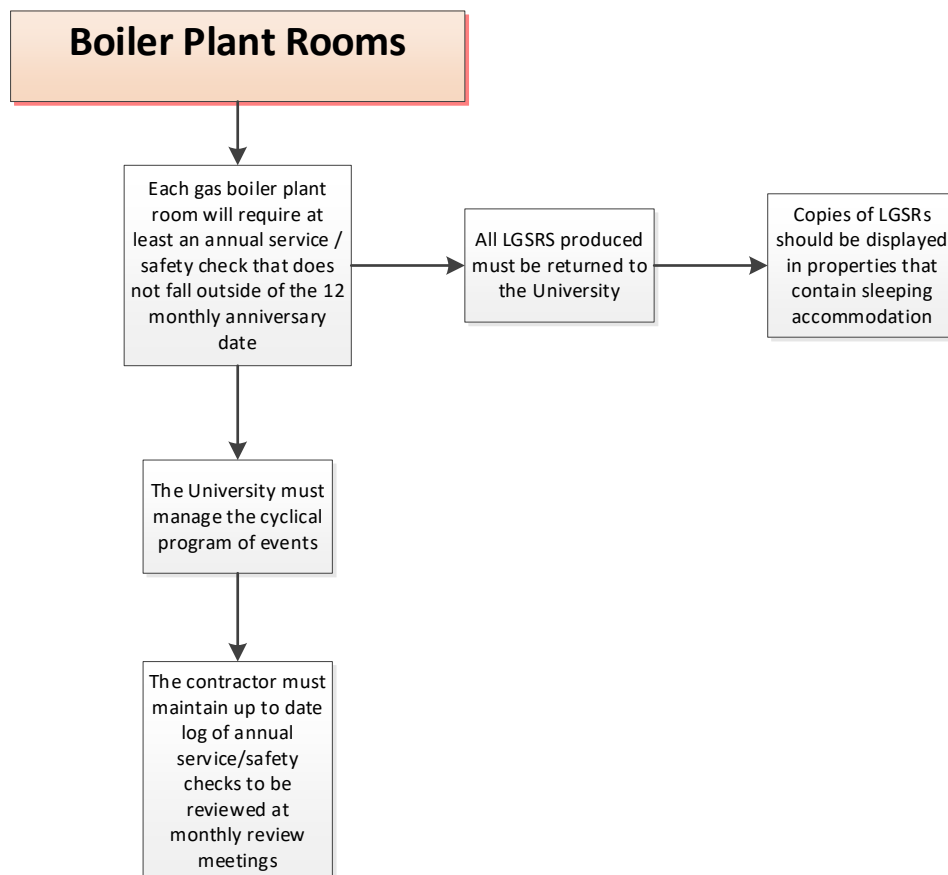 Boiler Plant Rooms
Each gas boiler plant
room will require at
least an annual service /
safety check that does
not fall outside of the 12
monthly anniversary
date
All LGSRS produced
must be returned to
the University
Copies of LGSRs
should be displayed
in properties that
contain sleeping
accommodation
The University must
manage the cyclical
program of events
The contractor must
maintain up to date
log of annual
service/safety
checks to be
reviewed at
monthly review
meetings